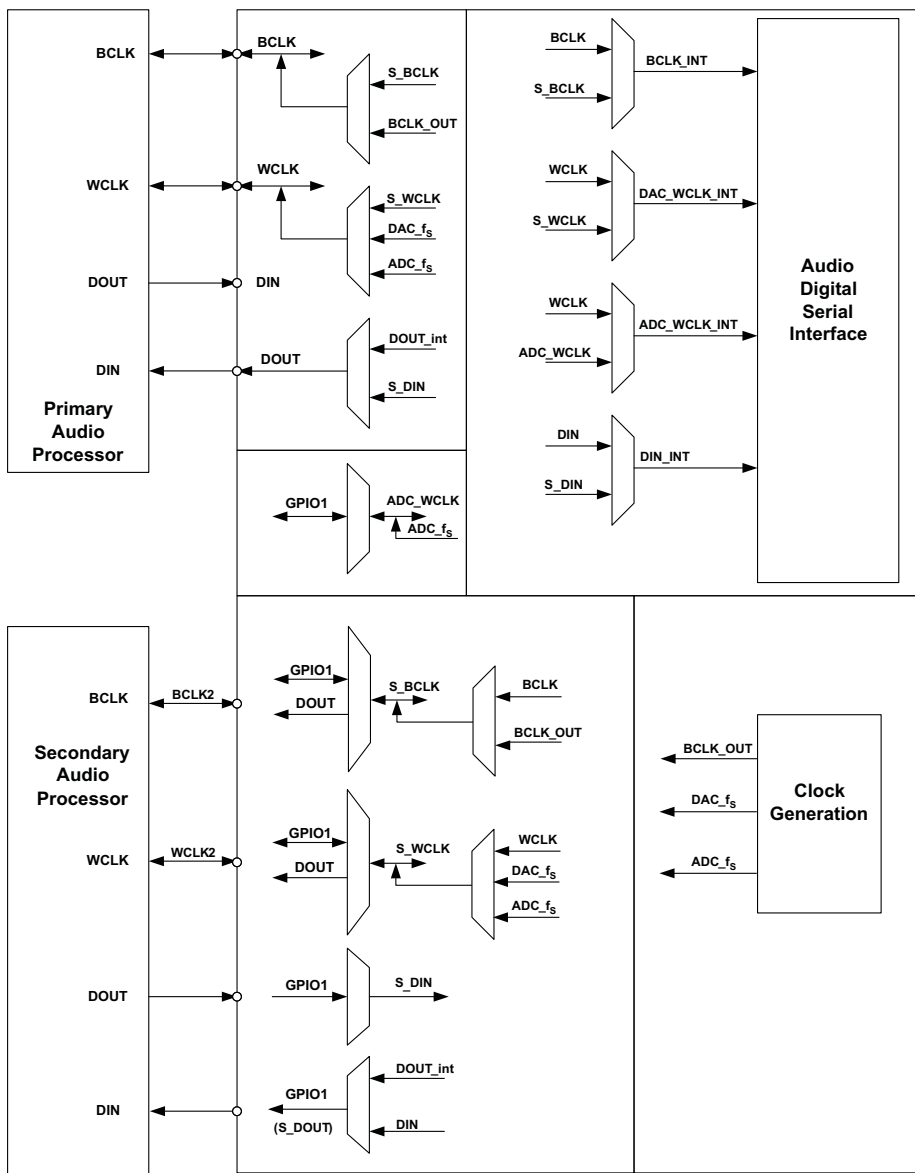 BCLK
WCLK
DOUT
DIN
Primary
Audio
Processor
BCLK
S_BCLK
BCLK_OUT
WCLK
S_WCLK
DAC_fS
ADC_fS
DIN
DOUT_int
DOUT
S_DIN
BCLK
BCLK_INT
S_BCLK
WCLK
DAC_WCLK_INT
S_WCLK
WCLK
ADC_WCLK_INT
ADC_WCLK
DIN
DIN_INT
S_DIN
Audio
Digital
Serial
Interface
GPIO1
ADC_WCLK
ADC_fS
BCLK
BCLK2
Secondary
Audio
Processor
WCLK
WCLK2
DOUT
DIN
GPIO1
DOUT
S_BCLK
BCLK
BCLK_OUT
GPIO1
DOUT
S_WCLK
WCLK
DAC_fS
ADC_fS
GPIO1
S_DIN
DOUT_int
GPIO1
(S_DOUT)
DIN
BCLK_OUT
DAC_fS
ADC_fS
Clock
Generation